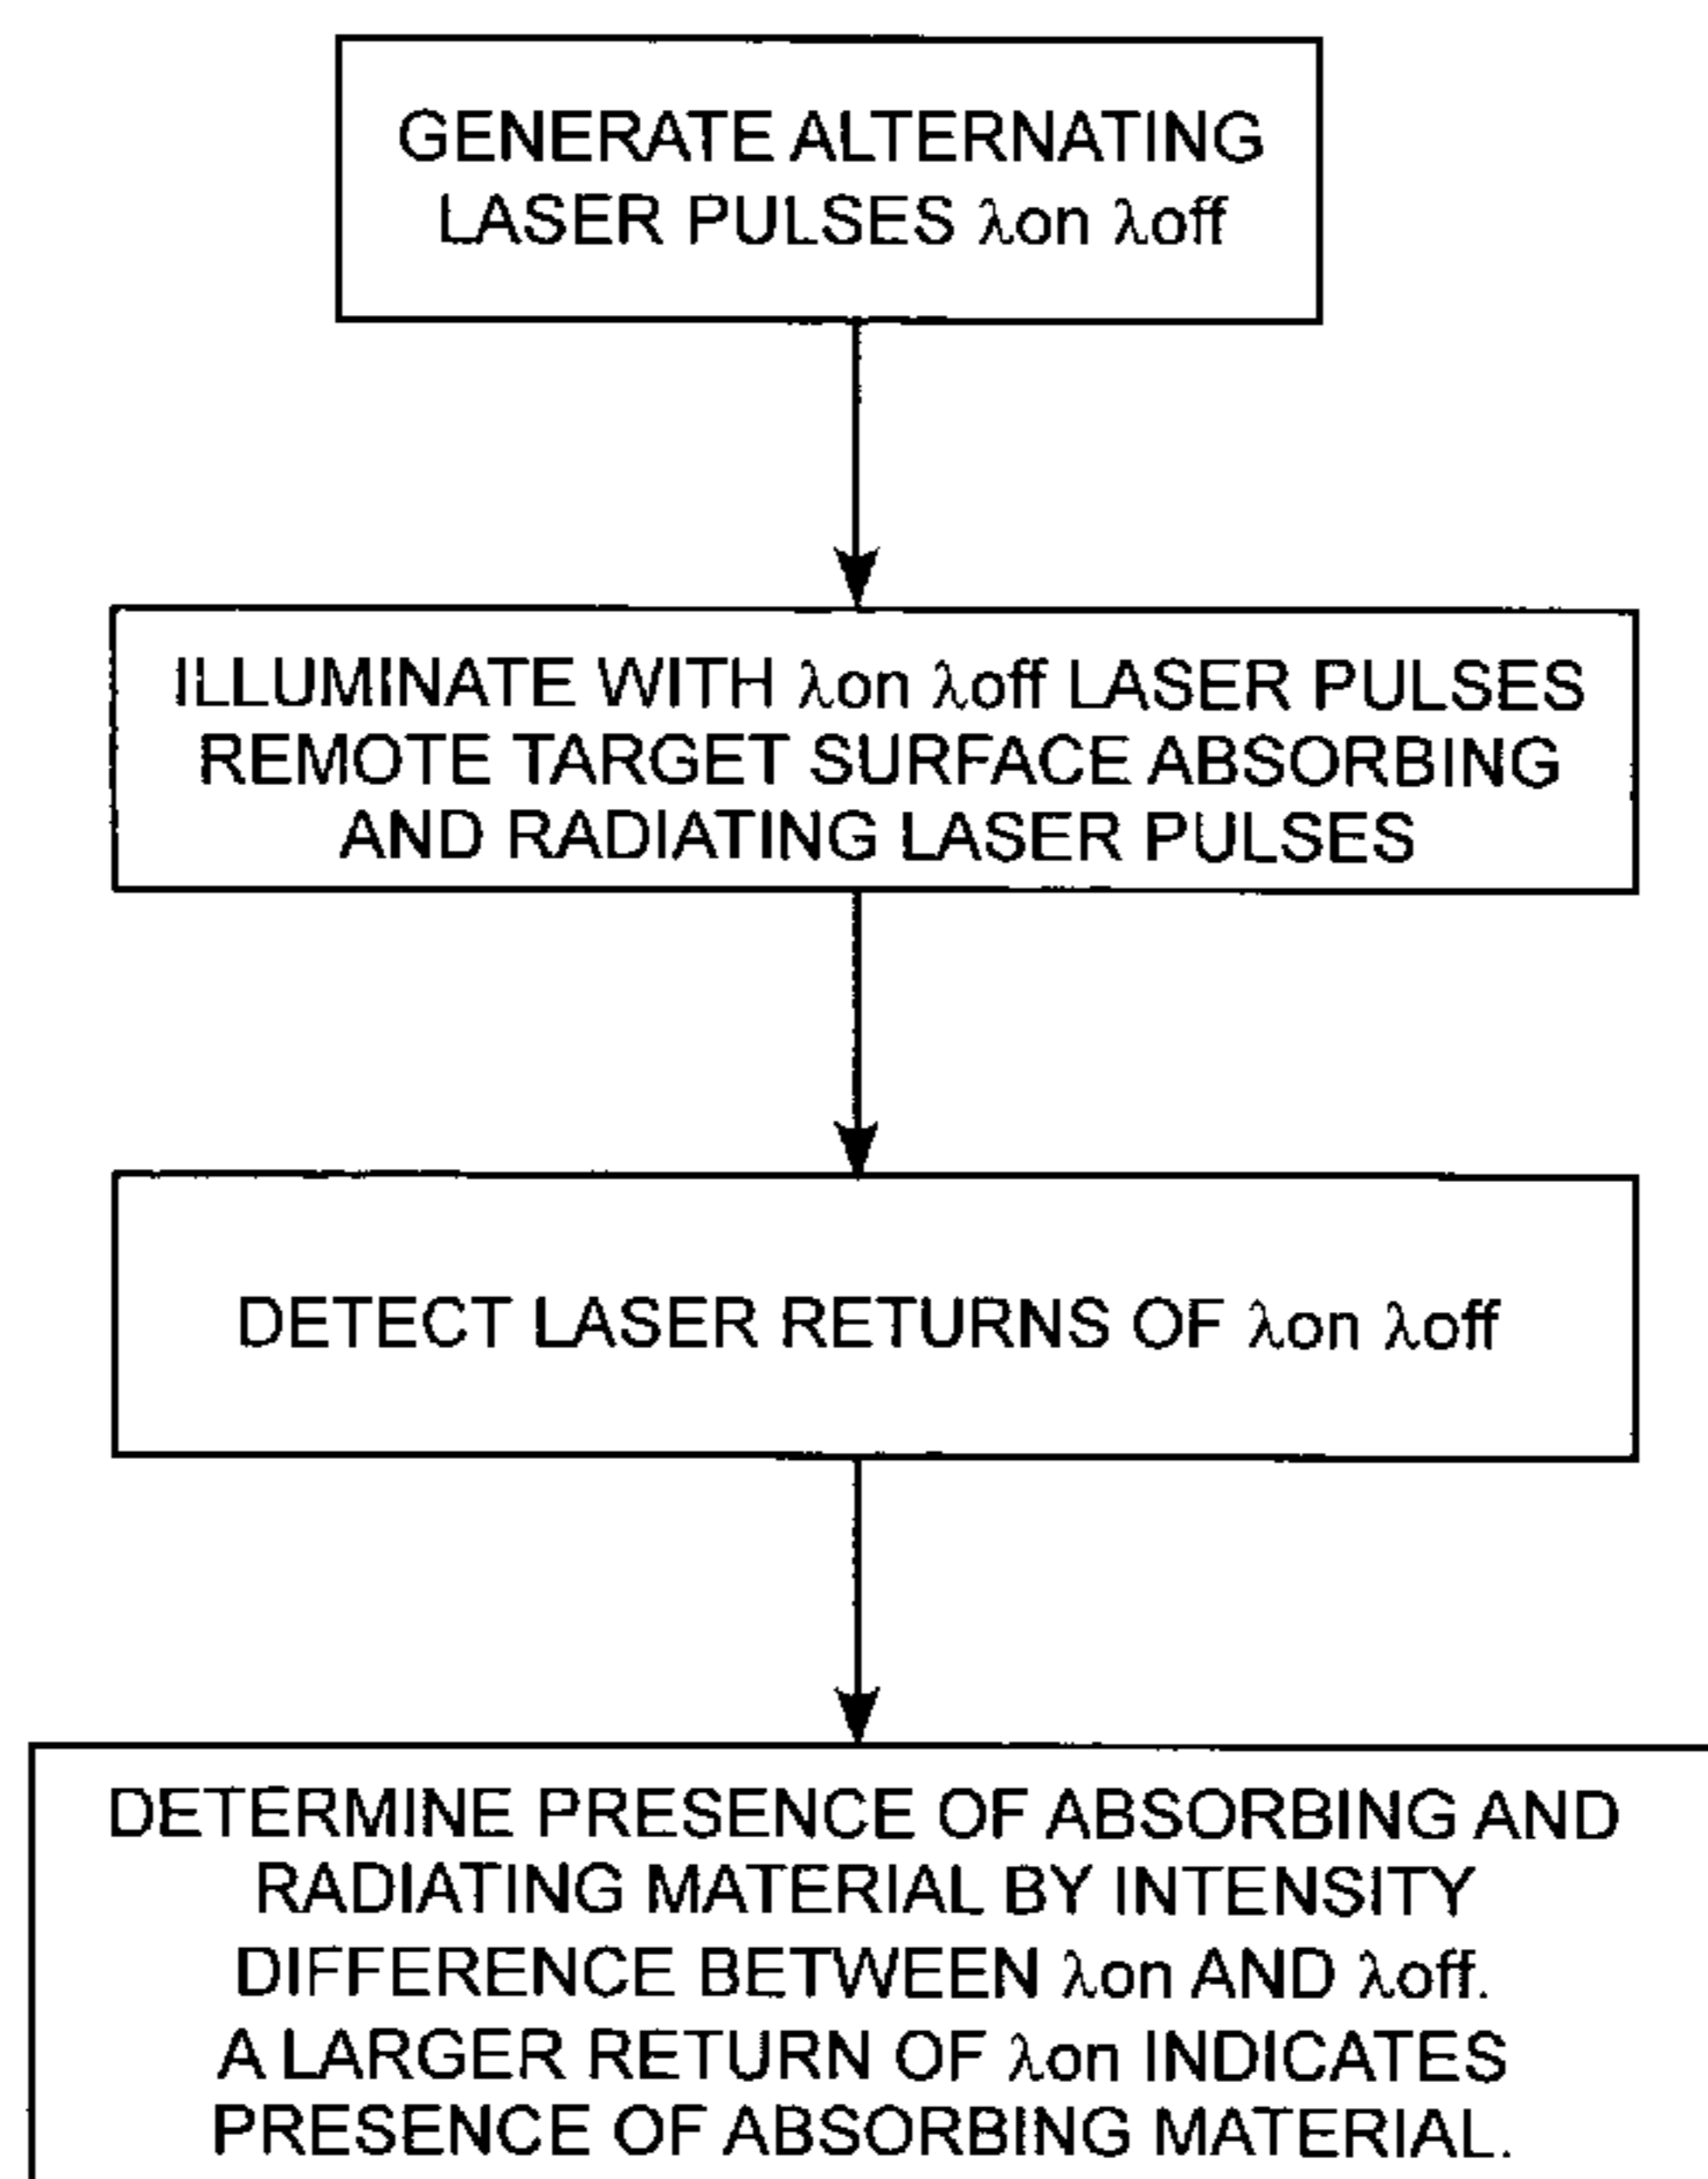 GENERATE ALTERNATING
LASER PULSES λon λoff
ILLUMINATE WITH λon λoff LASER PULSES
REMOTE TARGET SURFACE ABSORBING
AND RADIATING LASER PULSES
DETECT LASER RETURNS OF λon λoff
DETERMINE PRESENCE OF ABSORBING AND
RADIATING MATERIAL BY INTENSITY
DIFFERENCE BETWEEN λon AND λoff.
A LARGER RETURN OF λon INDICATES
PRESENCE OF ABSORBING MATERIAL.